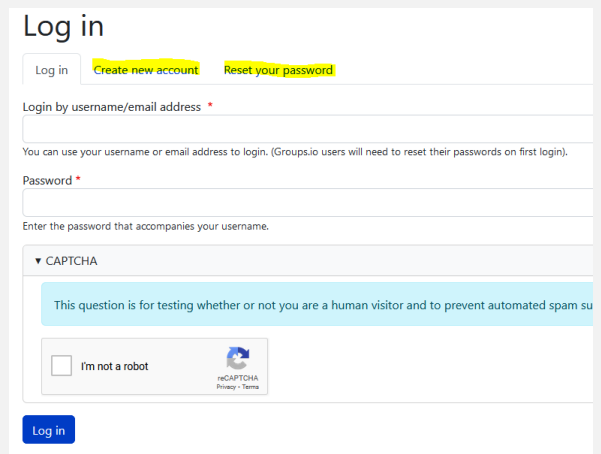 Log in
Log in Create new account Reset your password
Login by username/email address *
You can use your username or email address to login. (Groups.io users will need to reset their passwords on first login).
Password *
Enter the password that accompanies your username.
▼ CAPTCHA
This question is for testing whether or not you are a human visitor and to prevent automated spam su
I'm not a robot
reCAPTCHA
Privacy - Terms
Log in